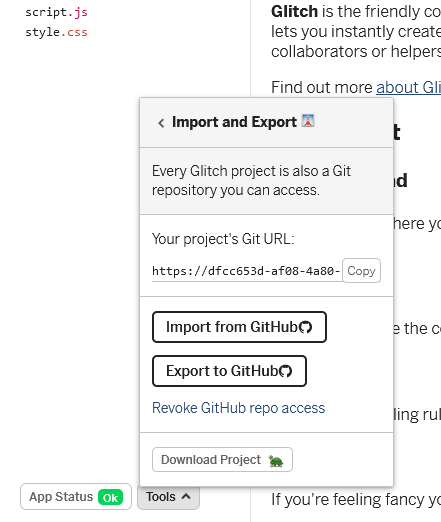 script.js
style.css
Glitch is the friendly
lets you instantly create
collaborators or helpers
Find out more about
Import and Export
Every Glitch project is also a Git
repository you can access.
Your project's Git URL:
https://dfcc653d-af08-4a80- Copy
Import from GitHub
Export to GitHub
Revoke GitHub repo access
Download Project
App Status Ok
Tools
If you're feeling fancy